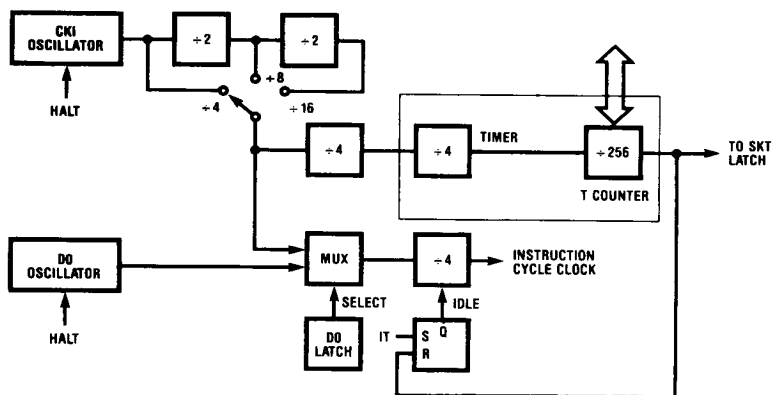 CKI
OSCILLATOR
÷2
÷2
HALT
÷4
÷8
÷16
÷4
÷4
TIMER
÷256
T COUNTER
TO SKT
LATCH
DO
OSCILLATOR
HALT
MUX
÷4
INSTRUCTION
CYCLE CLOCK
SELECT
IDLE
DO
LATCH
IT
S
Q
R